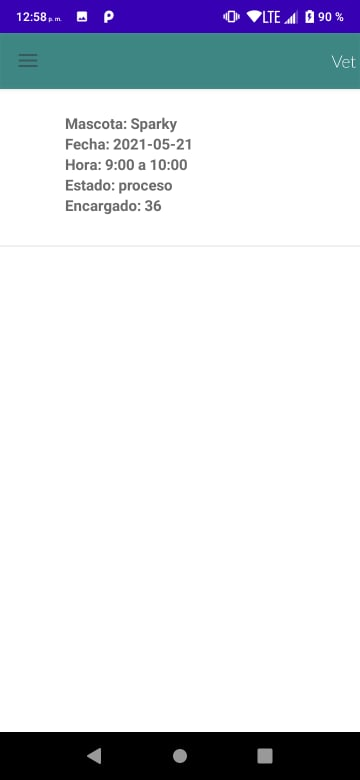 12:58 p. m.
LTE
90 %
Vet
Mascota: Sparky
Fecha: 2021-05-21
Hora: 9:00 a 10:00
Estado: proceso
Encargado: 36